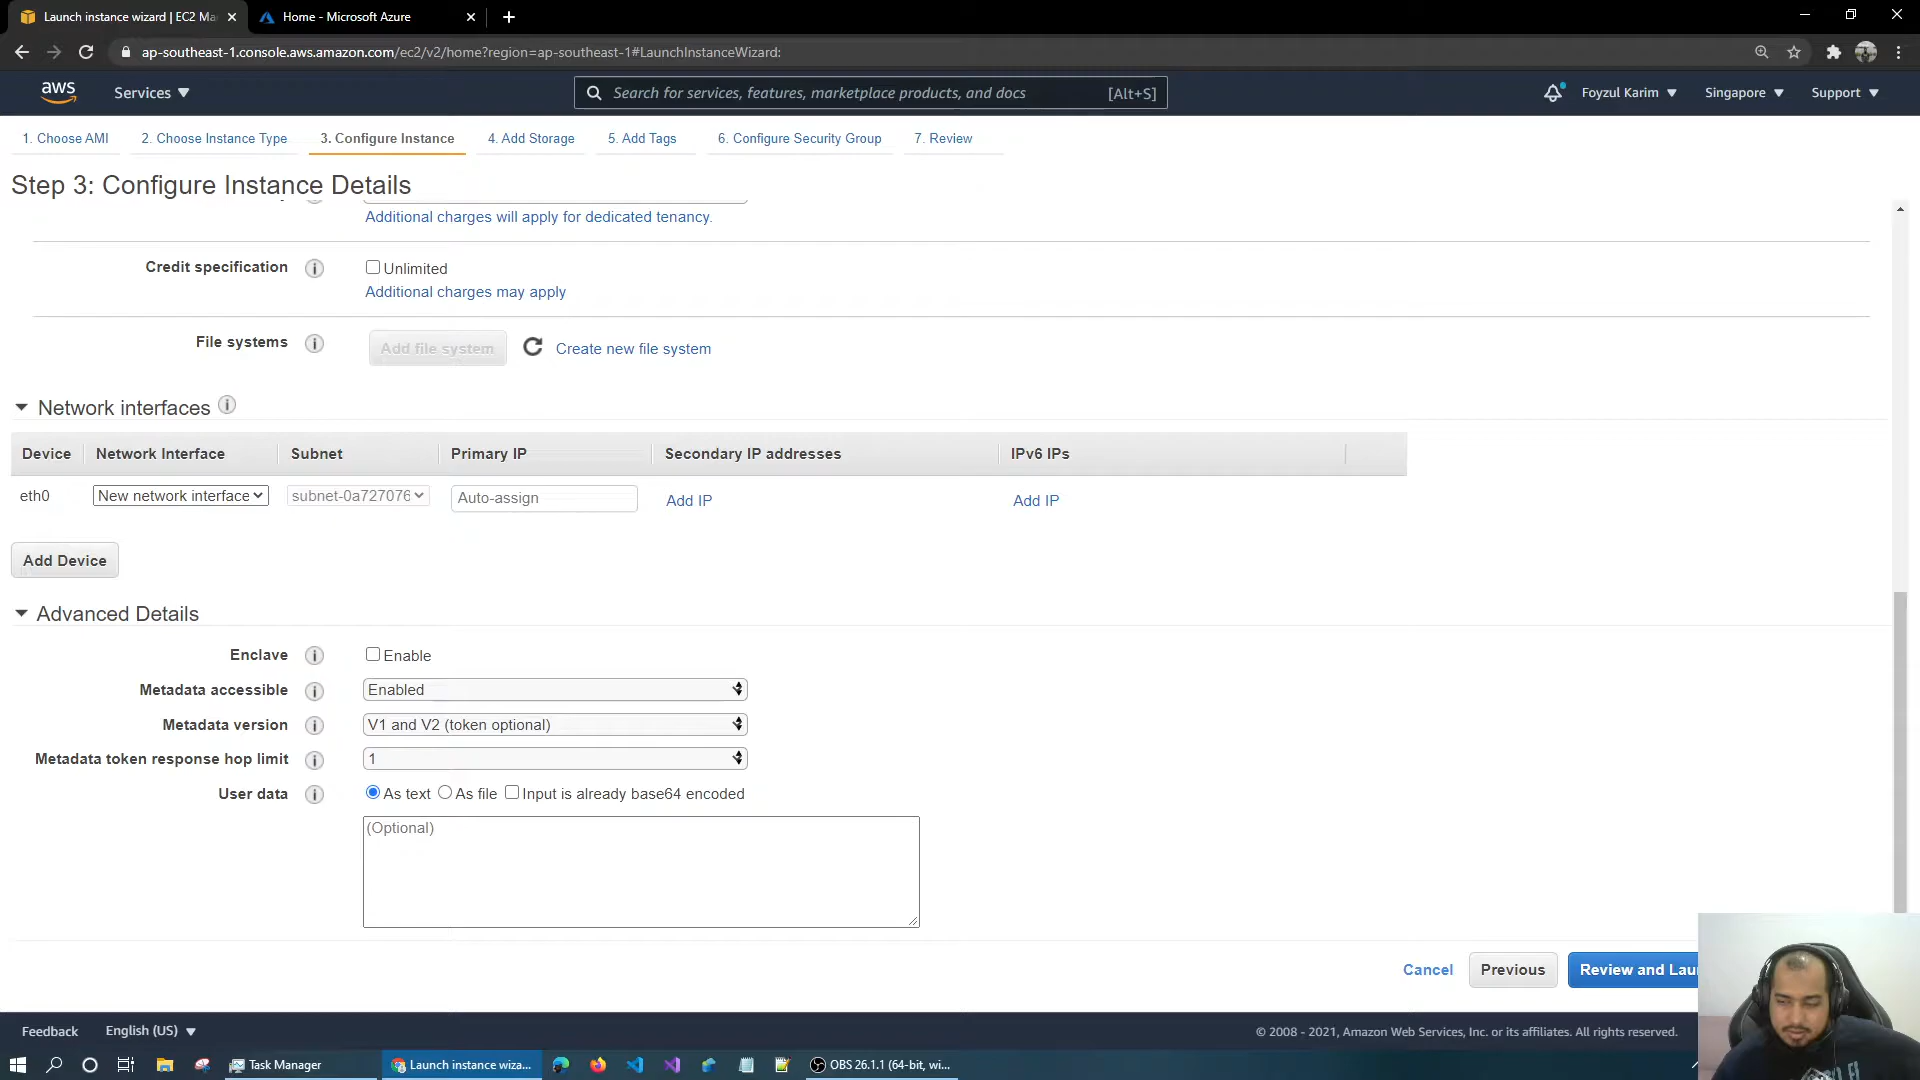 Launch instance wizard | EC2 Ma
Home - Microsoft Azure
ap-southeast-1.console.aws.amazon.com/ec2/v2/home?region=ap-southeast-1#LaunchInstanceWizard:
aws
Services
Search for services, features, marketplace products, and docs
[Alt+S]
Foyzul Karim
Singapore
Support
1. Choose AMI
2. Choose Instance Type
3. Configure Instance
4. Add Storage
5. Add Tags
6. Configure Security Group
7. Review
Step 3: Configure Instance Details
Additional charges will apply for dedicated tenancy.
Credit specification
Unlimited
Additional charges may apply
File systems
Add file system
Create new file system
Network interfaces
Device
Network Interface
Subnet
Primary IP
Secondary IP addresses
IPv6 IPs
eth0
New network interface
subnet-0a727076
Auto-assign
Add IP
Add IP
Add Device
Advanced Details
Enclave
Enable
Metadata accessible
Enabled
Metadata version
V1 and V2 (token optional)
Metadata token response hop limit
1
User data
As text
As file
Input is already base64 encoded
(Optional)
Cancel
Previous
Review and Lau
Feedback
English (US)
© 2008 - 2021, Amazon Web Services, Inc. or its affiliates. All rights reserved.
Task Manager
Launch instance wiza...
OBS 26.1.1 (64-bit, wi...